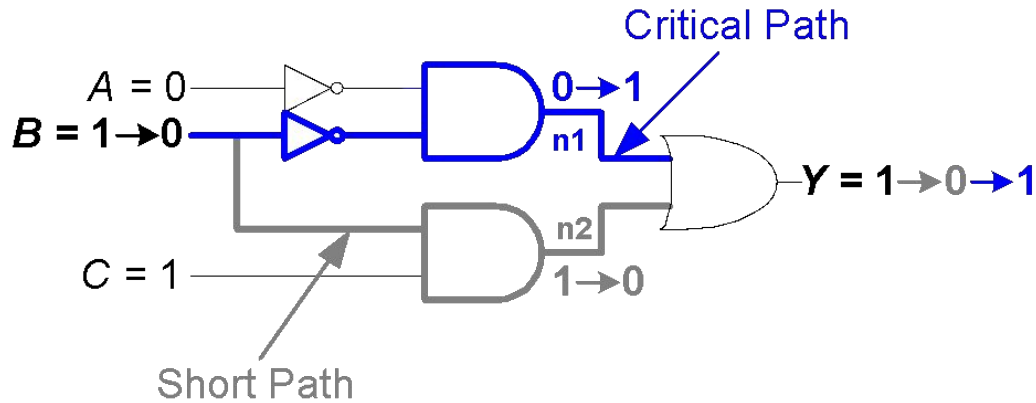 Critical Path
A = 0
0→1
B = 1→0
n1
Y = 1→0→1
n2
C = 1
1→0
Short Path